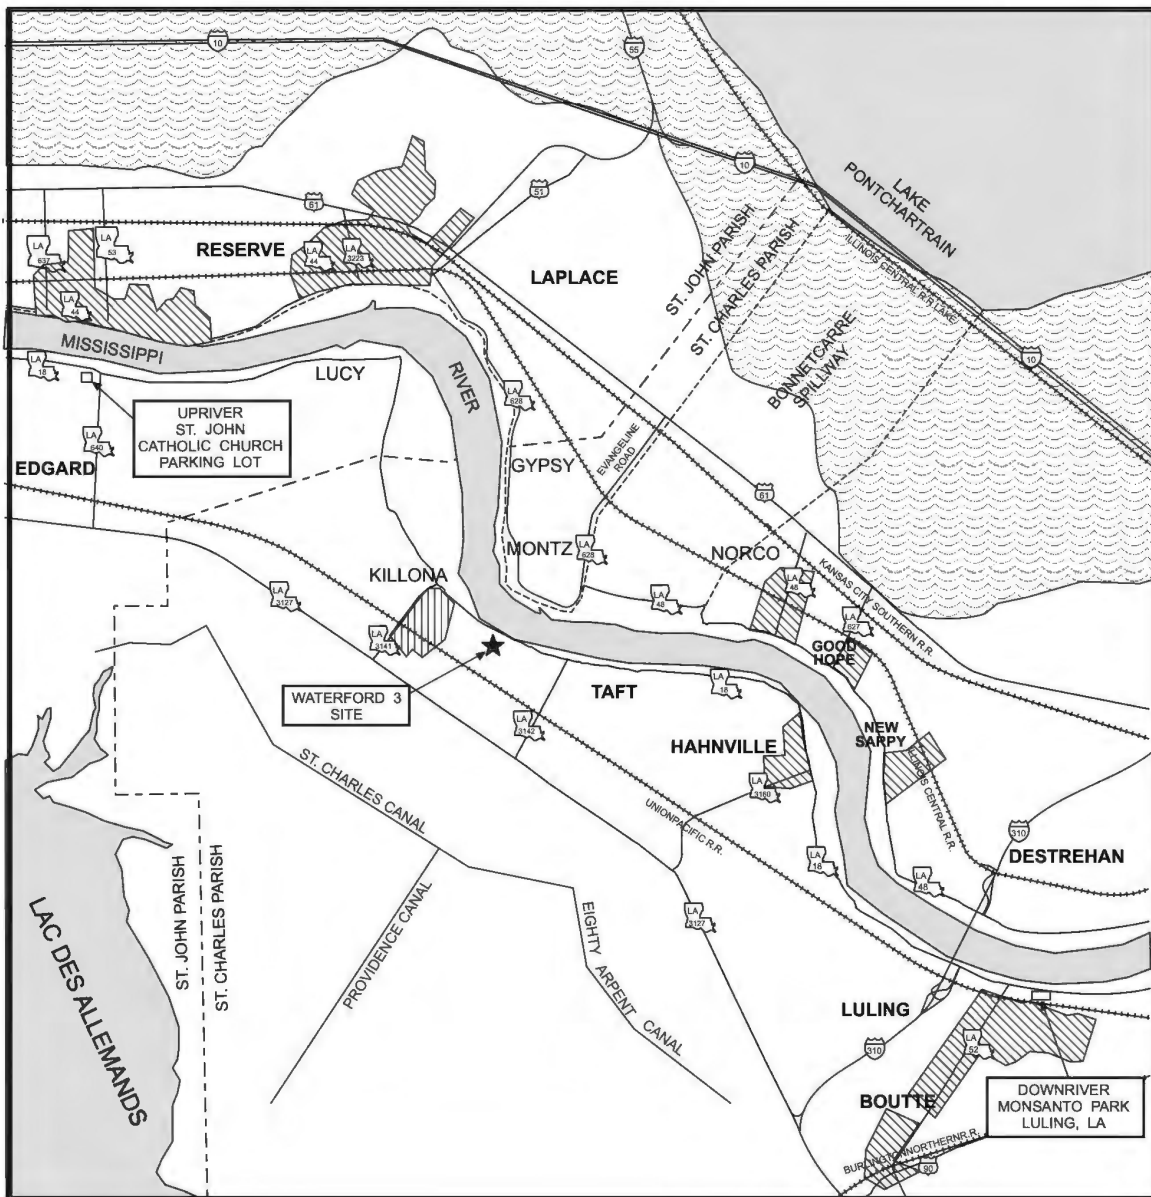 10
55
10
LAKE
PONTCHARTRAIN
51
61
ST. JOHN PARISH
ST. CHARLES PARISH
ILLINOIS CENTRAL R.R LAKE
LA
637
LA
53
RESERVE
LA
44
LA
3223
LAPLACE
LA
44
BONNETCARRE
SPILLWAY
10
MISSISSIPPI
RIVER
LA
18
LUCY
LA
628
UPRIVER
ST. JOHN
CATHOLIC CHURCH
PARKING LOT
LA
640
EDGARD
GYPSY
EVANGELINE
ROAD
61
MONTZ
LA
628
NORCO
KILLONA
LA
3127
LA
48
LA
48
KANSAS CITY SOUTHERN R.R.
LA
627
LA
3141
GOOD
HOPE
WATERFORD 3
SITE
TAFT
LA
18
LA
3142
NEW
SARPY
HAHNVILLE
LA
3160
ST. CHARLES CANAL
UNIONPACIFIC R.R.
ILLINOIS CENTRAL R.R.
310
DESTREHAN
LA
18
LA
48
LAC DES ALLEMANDS
ST. JOHN PARISH
ST. CHARLES PARISH
PROVIDENCE CANAL
EIGHTY ARPENT CANAL
LA
3127
LULING
310
LA
52
BOUTTE
DOWNRIVER
MONSANTO PARK
LULING, LA
BURLINGTONNORTHERNR.R.
90